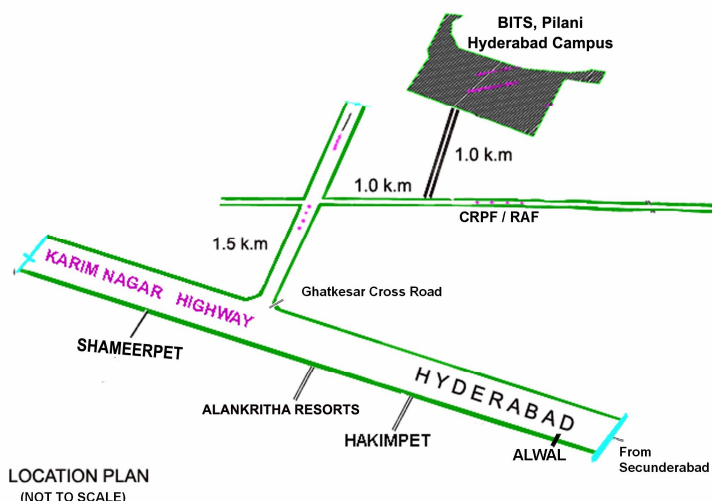 BITS, Pilani
Hyderabad Campus
1.0 k.m
1.0 k.m
CRPF / RAF
1.5 k.m
Ghatkesar Cross Road
KARIM NAGAR HIGHWAY
SHAMEERPET
ALANKRITHA RESORTS
HYDERABAD
HAKIMPET
ALWAL
From
Secunderabad
LOCATION PLAN
(NOT TO SCALE)